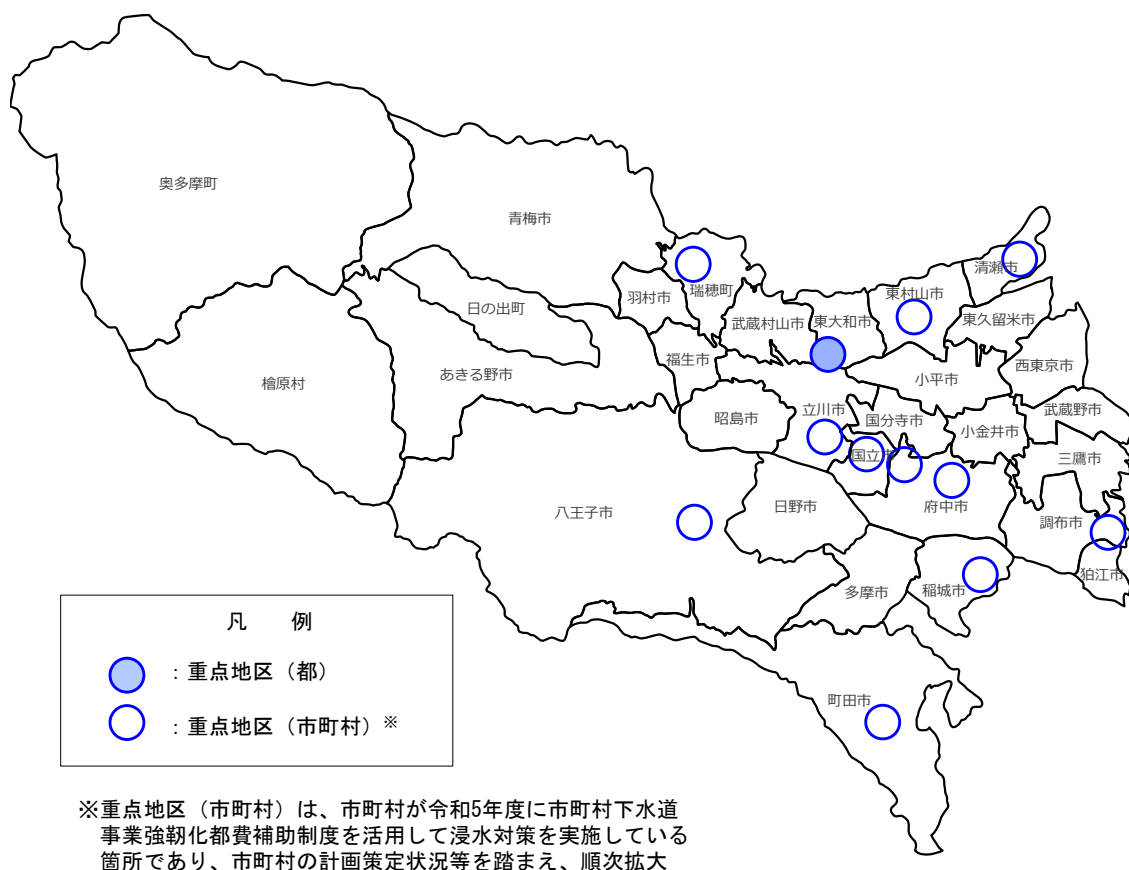 奥多摩町
青梅市
清瀬市
瑞穂町
羽村市
東村山市
日の出町
武蔵村山市
東大和市
東久留米市
福生市
西東京市
あきる野市
小平市
檜原村
昭島市
立川市
国分寺市
武蔵野市
小金井市
国立市
三鷹市
八王子市
日野市
府中市
調布市
狛江市
多摩市
稲城市
町田市
凡　例
：重点地区（都）
：重点地区（市町村）※
※重点地区（市町村）は、市町村が令和5年度に市町村下水道
事業強靭化都費補助制度を活用して浸水対策を実施している
箇所であり、市町村の計画策定状況等を踏まえ、順次拡大